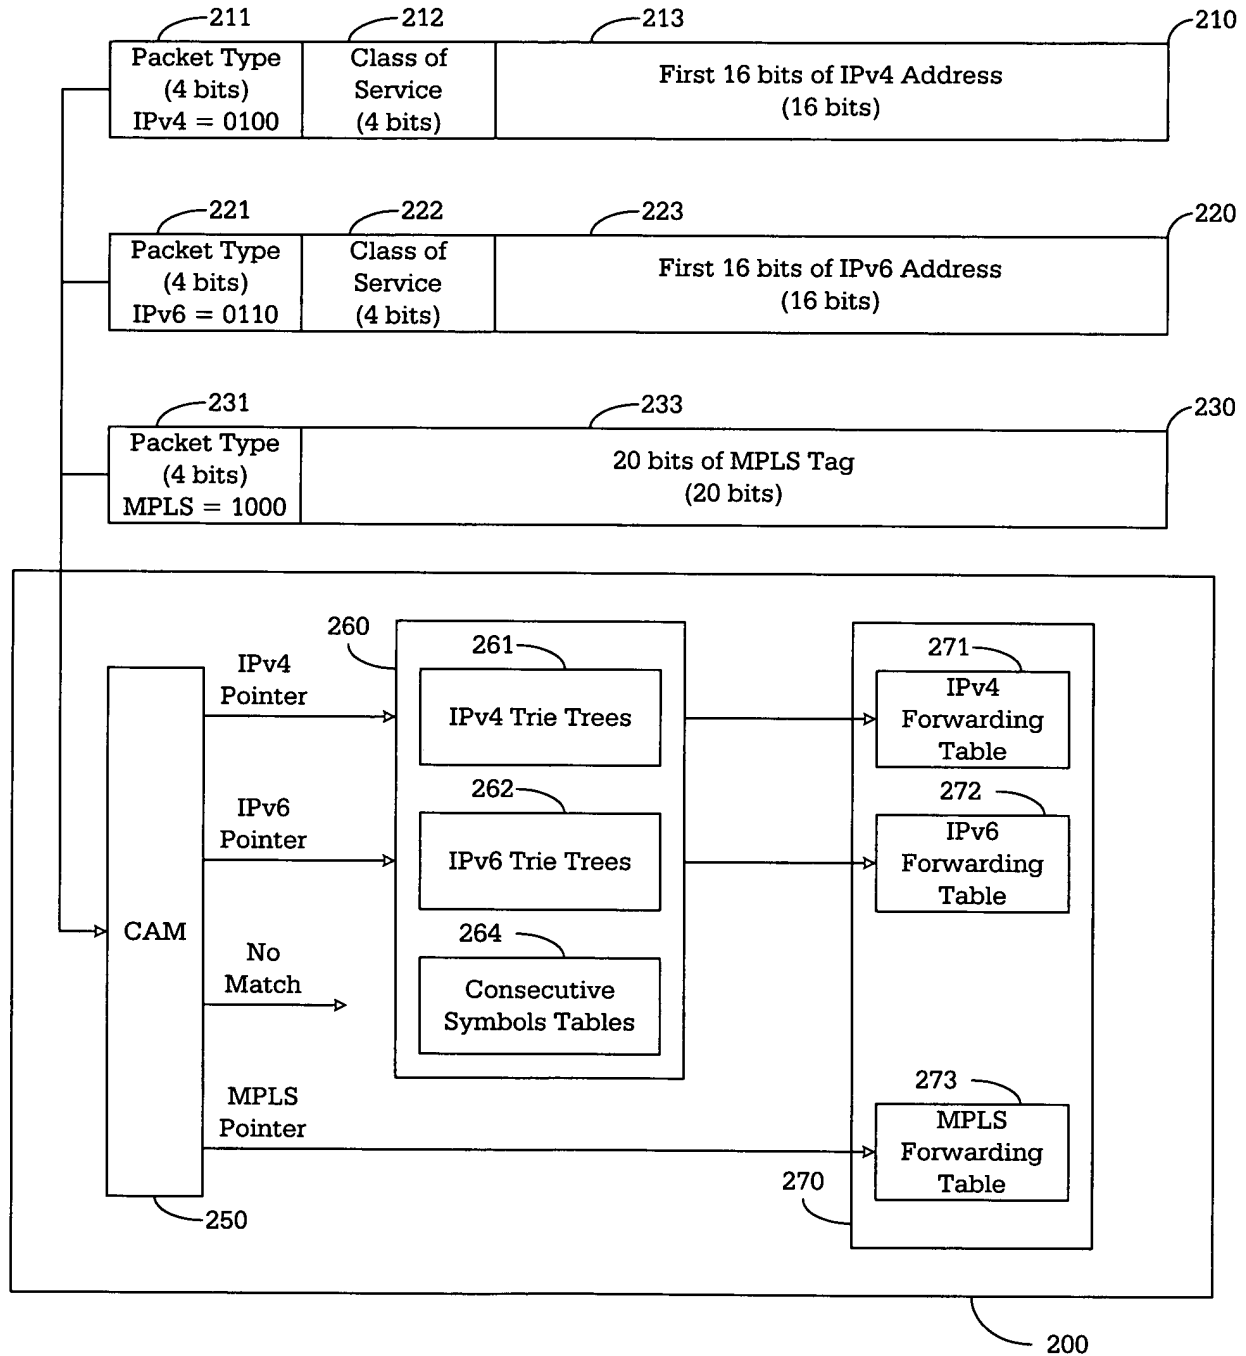 211
212
213
210
Packet Type
(4 bits)
IPv4 = 0100
Class of
Service
(4 bits)
First 16 bits of IPv4 Address
(16 bits)
221
222
223
220
Packet Type
(4 bits)
IPv6 = 0110
Class of
Service
(4 bits)
First 16 bits of IPv6 Address
(16 bits)
231
233
230
Packet Type
(4 bits)
MPLS = 1000
20 bits of MPLS Tag
(20 bits)
CAM
250
IPv4
Pointer
IPv6
Pointer
No
Match
MPLS
Pointer
260
261
IPv4 Trie Trees
262
IPv6 Trie Trees
264
Consecutive
Symbols Tables
271
IPv4
Forwarding
Table
272
IPv6
Forwarding
Table
273
MPLS
Forwarding
Table
270
200